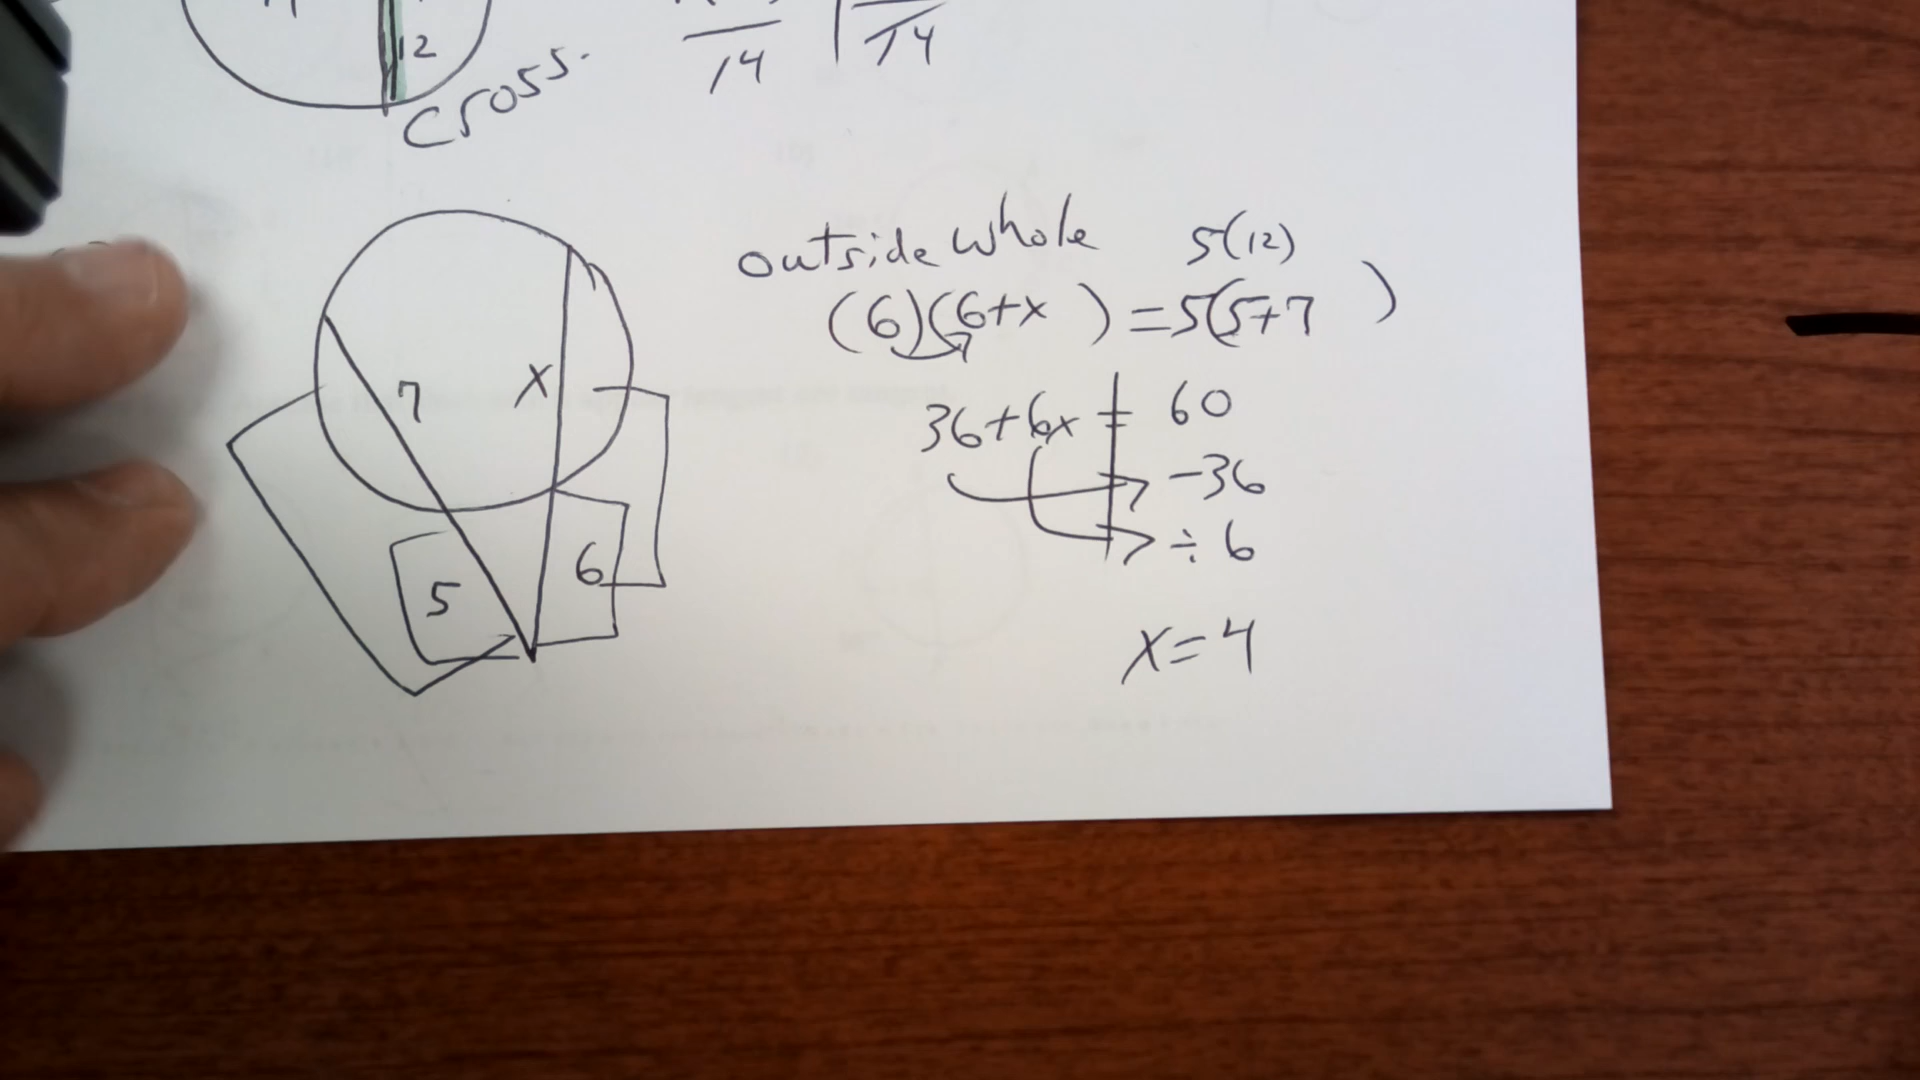 12
cross.
14
14
outside whole
5(12)
(6)(6+x ) = 5(5+7 )
7
x
36+6x = 60
-36
÷ 6
5
6
x=4